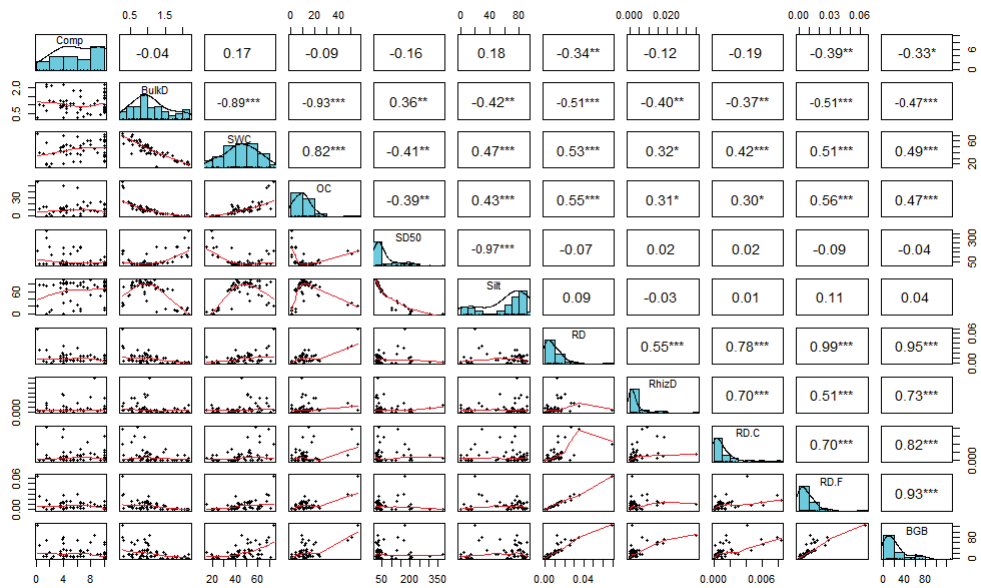 0.5 1.5 0 20 40 0 40 80 0.000 0.020 0.00 0.03 0.06
Comp -0.04 0.17 -0.09 -0.16 0.18 -0.34** -0.12 -0.19 -0.39** -0.33* 0 6
0.5 2.0 BulkD -0.89*** -0.93*** 0.36** -0.42** -0.51*** -0.40** -0.37** -0.51*** -0.47***
SWC 0.82*** -0.41** 0.47*** 0.53*** 0.32* 0.42*** 0.51*** 0.49*** 20 60
0 30 OC -0.39** 0.43*** 0.55*** 0.31* 0.30* 0.56*** 0.47***
SD50 -0.97*** -0.07 0.02 0.02 -0.09 -0.04 50 300
0 60 Silt 0.09 -0.03 0.01 0.11 0.04
RD 0.55*** 0.78*** 0.99*** 0.95*** 0.00 0.06
0.000 RhizD 0.70*** 0.51*** 0.73***
RD.C 0.70*** 0.82*** 0.000
0.00 0.06 RD.F 0.93***
BGB 0 80
0 4 8 20 40 60 0 20 40 50 200 350 0.00 0.04 0.000 0.006 0 40 80